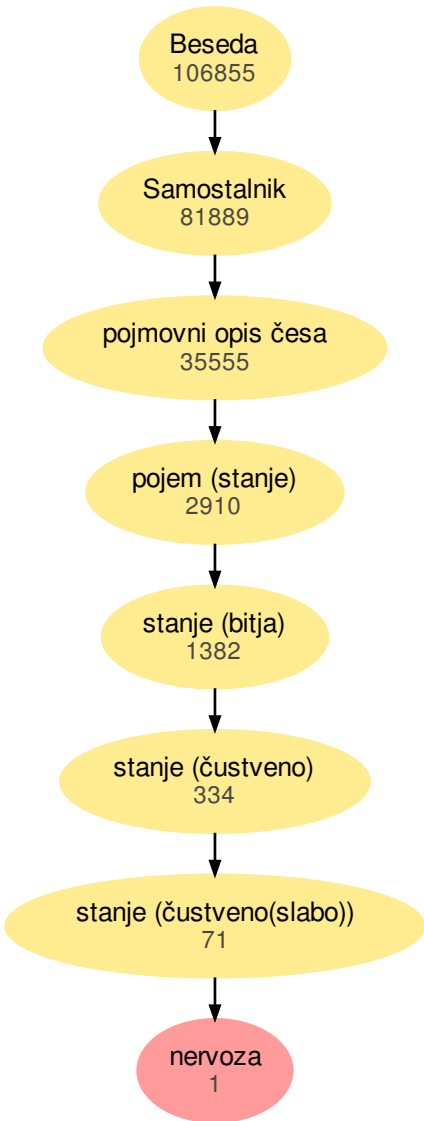 Beseda
106855
Samostalnik
81889
pojmovni opis česa
35555
pojem (stanje)
2910
stanje (bitja)
1382
stanje (čustveno)
334
stanje (čustveno(slabo))
71
nervoza
1